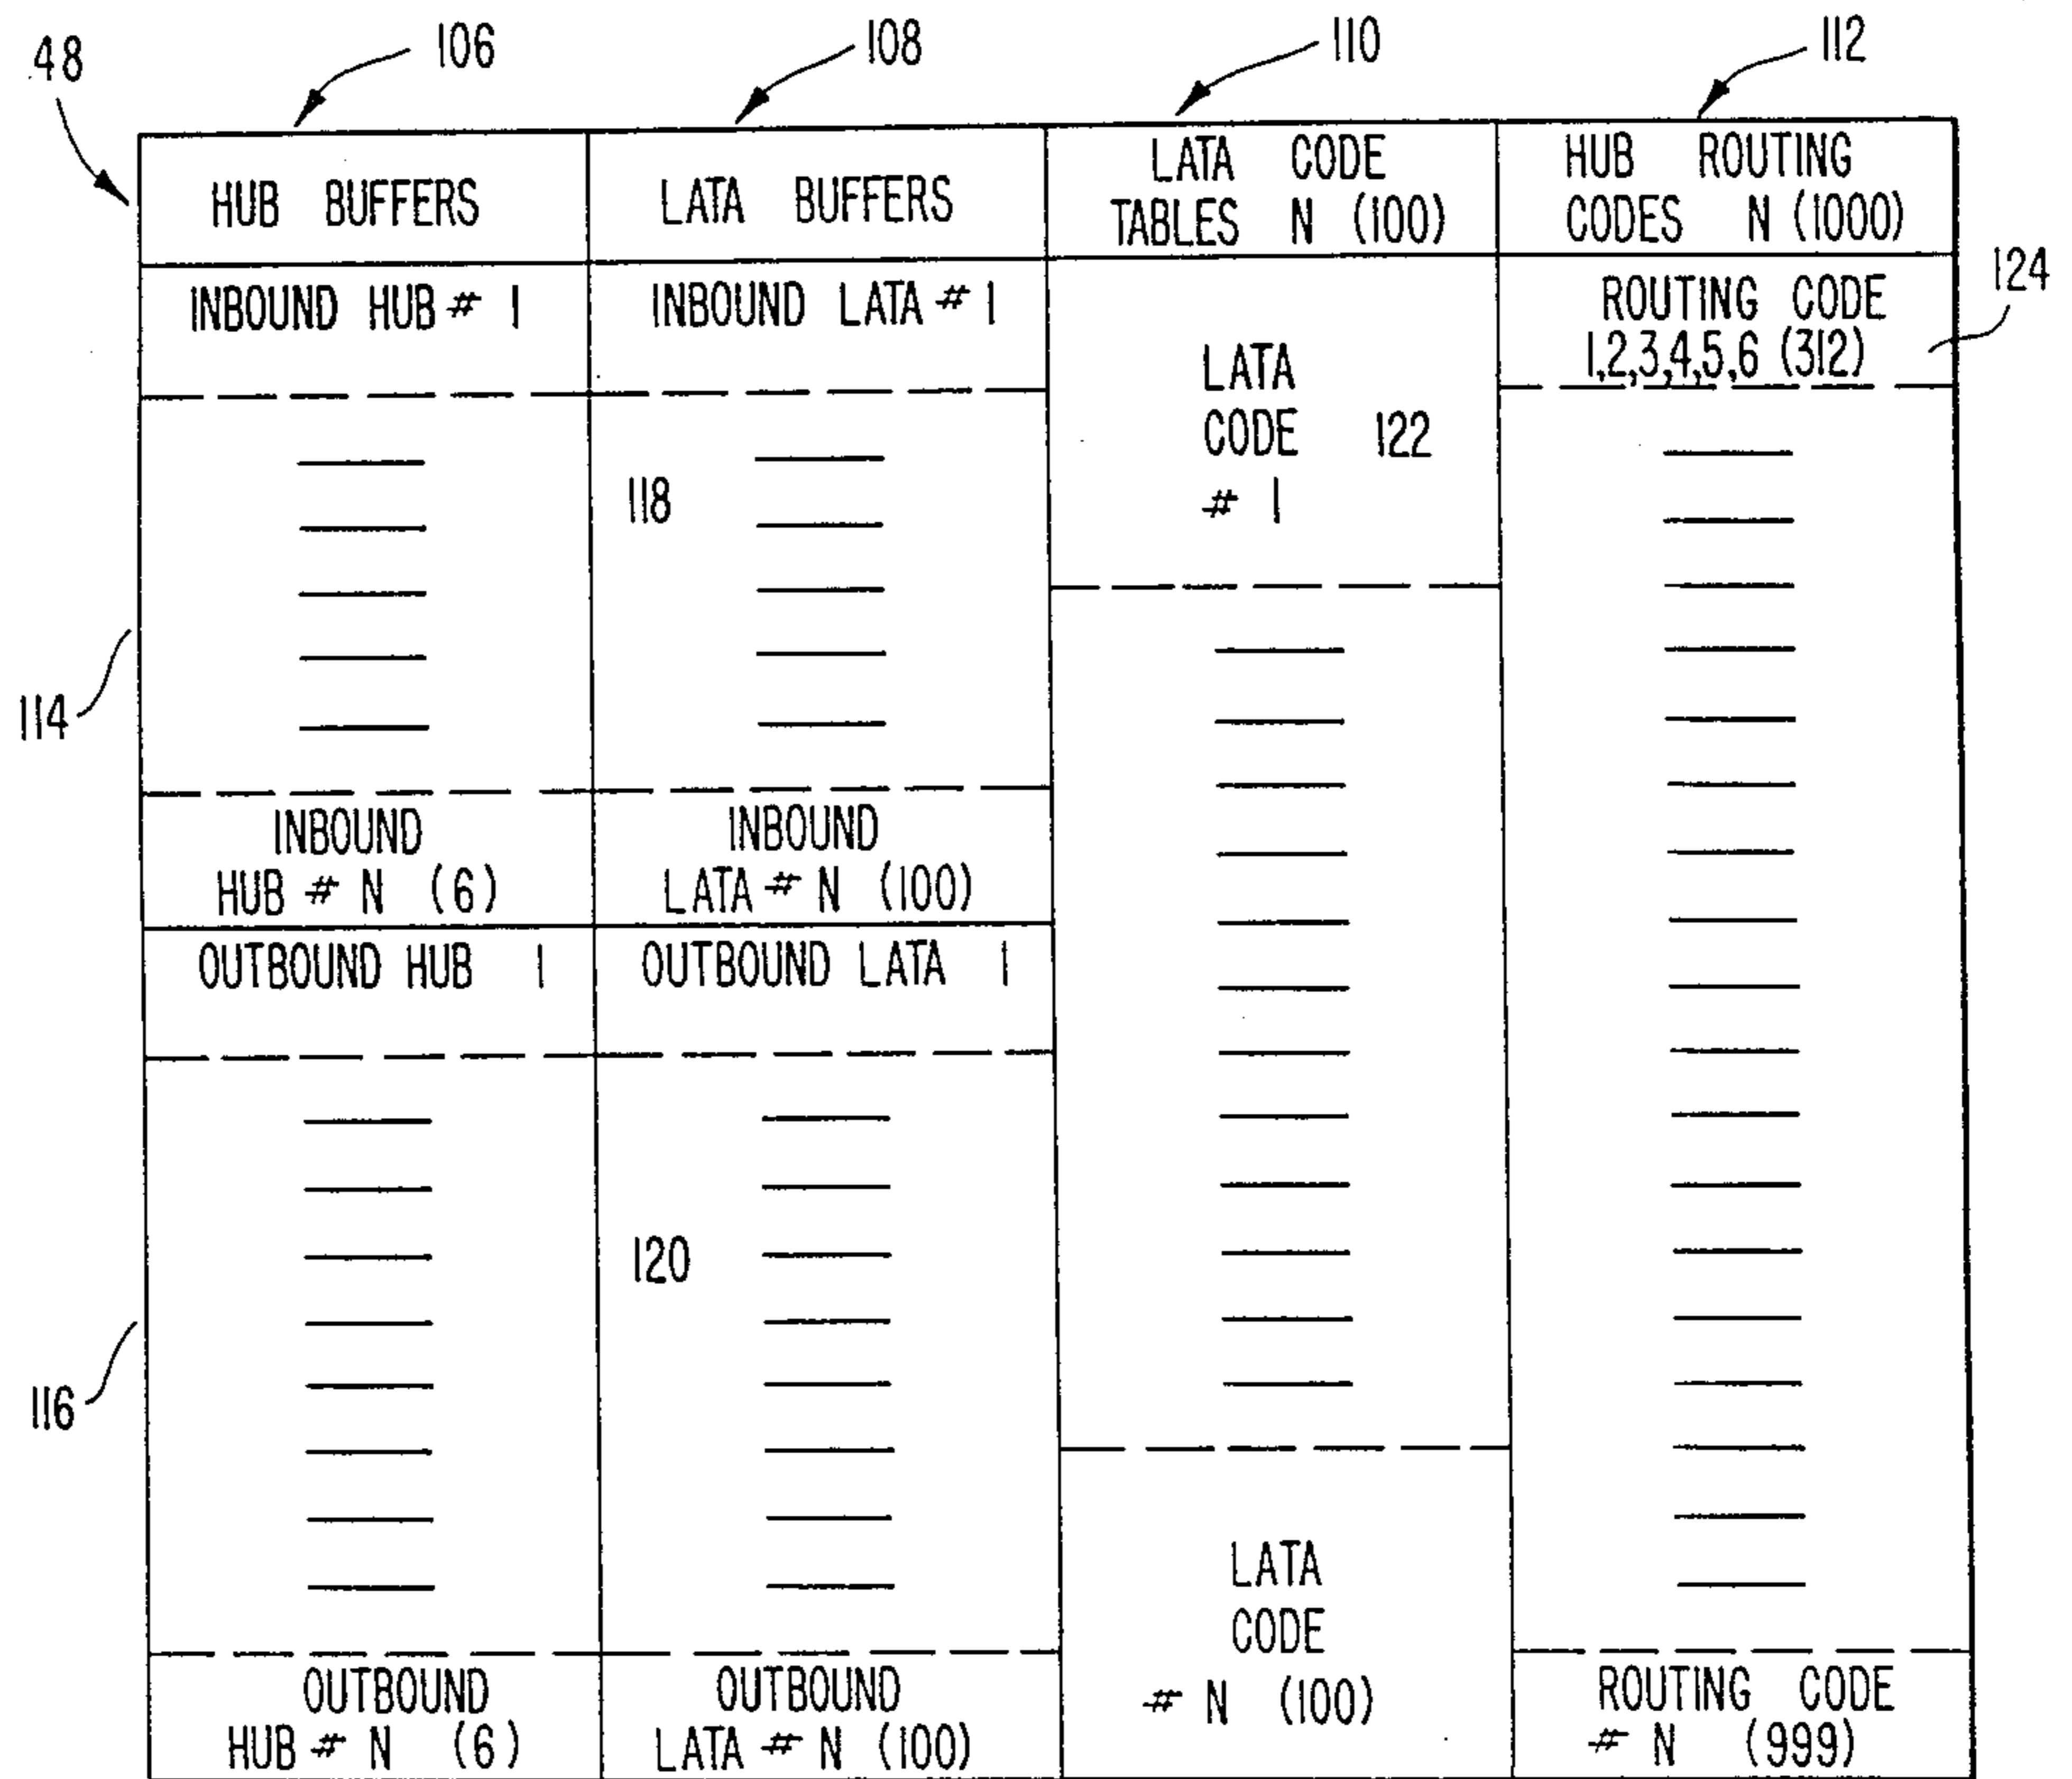 48
106
108
110
112
HUB BUFFERS
LATA BUFFERS
LATA CODE
TABLES N (100)
HUB ROUTING
CODES N (1000)
INBOUND HUB # 1
INBOUND LATA # 1
LATA
CODE 122
# 1
ROUTING CODE
1,2,3,4,5,6 (312)
124
118
114
INBOUND
HUB # N (6)
INBOUND
LATA # N (100)
OUTBOUND HUB 1
OUTBOUND LATA 1
120
116
OUTBOUND
HUB # N (6)
OUTBOUND
LATA # N (100)
LATA
CODE
# N (100)
ROUTING CODE
# N (999)